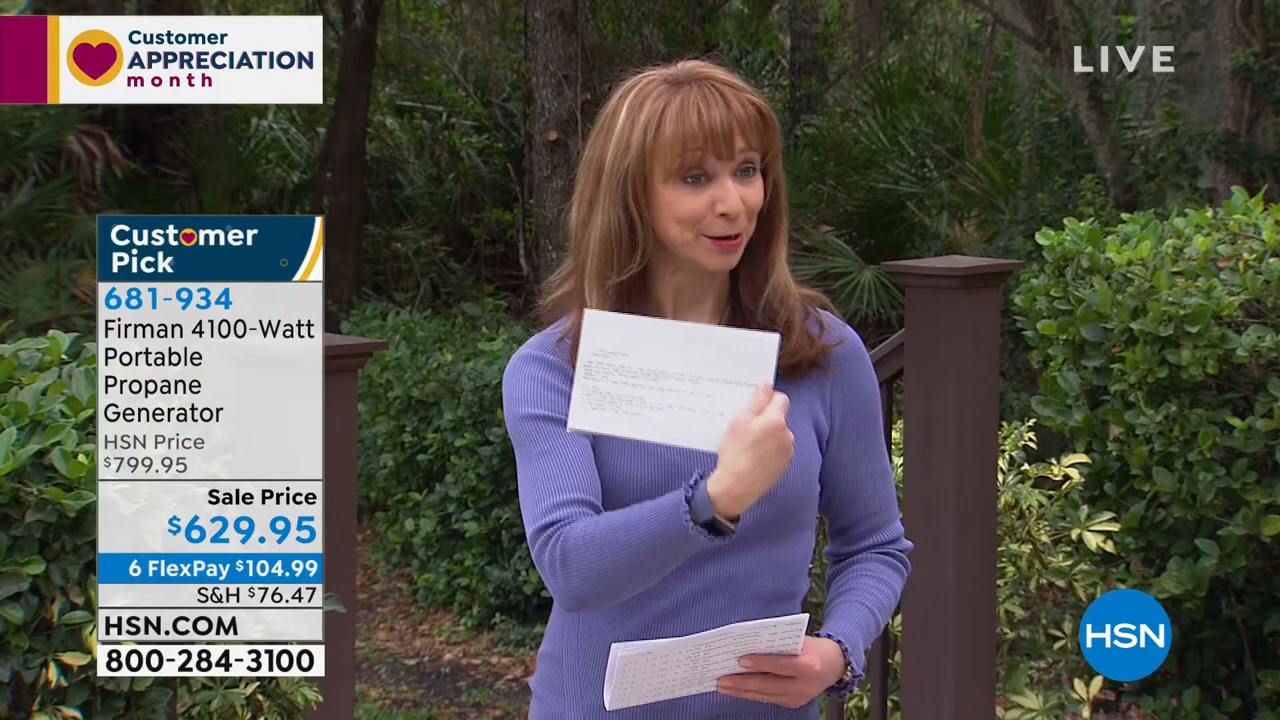 Customer
APPRECIATION
month
LIVE
Customer
Pick
681-934
Firman 4100-Watt
Portable
Propane
Generator
HSN Price
$799.95
Sale Price
$629.95
6 FlexPay $104.99
S&H $76.47
HSN.COM
800-284-3100
HSN